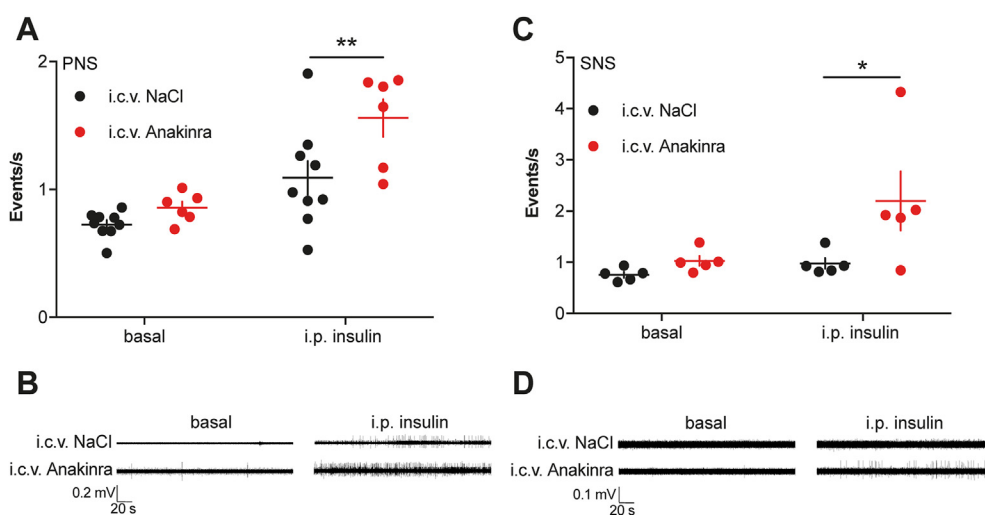 A
PNS
i.c.v. NaCl
i.c.v. Anakinra
**
Events/s
2
1
0
basal
i.p. insulin
C
SNS
i.c.v. NaCl
i.c.v. Anakinra
*
Events/s
5
4
3
2
1
0
basal
i.p. insulin
B
basal
i.p. insulin
i.c.v. NaCl
i.c.v. Anakinra
0.2 mV
20 s
D
basal
i.p. insulin
i.c.v. NaCl
i.c.v. Anakinra
0.1 mV
20 s